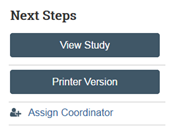 Next Steps
View Study
Printer Version
Assign Coordinator